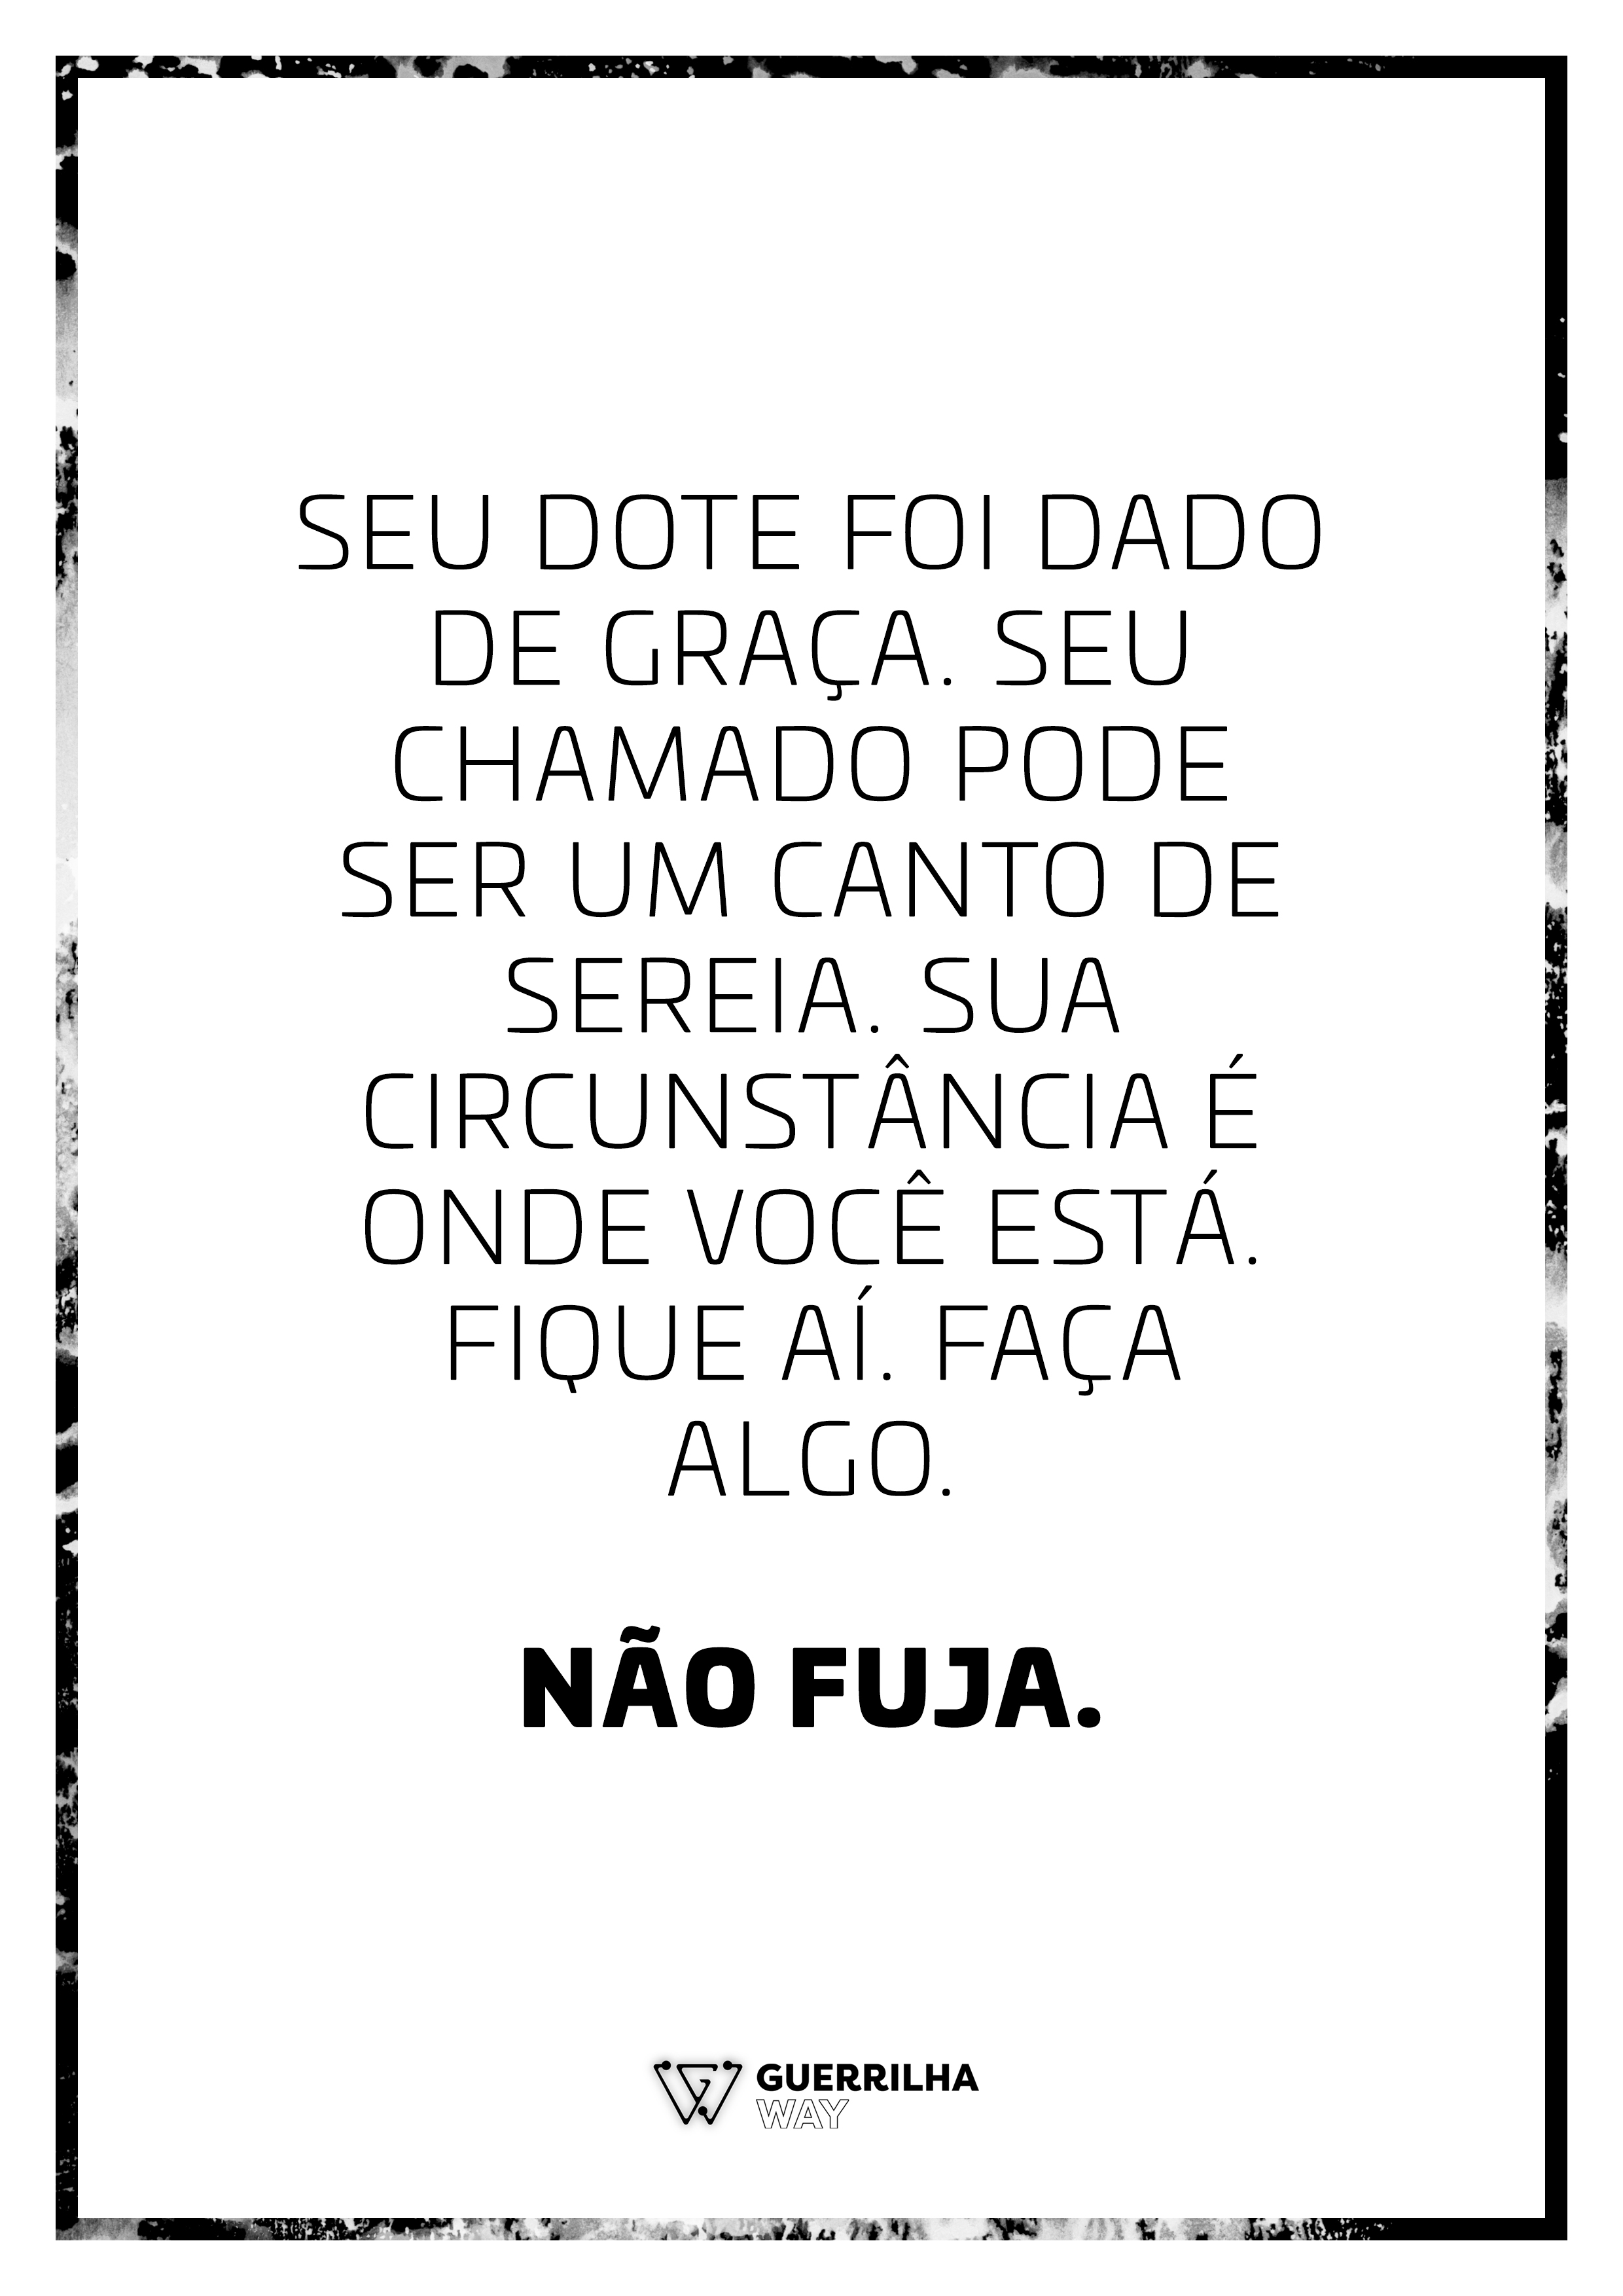 SEU DOTE FOI DADO
DE GRAÇA. SEU
CHAMADO PODE
SER UM CANTO DE
SEREIA. SUA
CIRCUNSTÂNCIA É
ONDE VOCÊ ESTÁ.
FIQUE AÍ. FAÇA
ALGO.
NÃO FUJA.
GUERRILHA
WAY